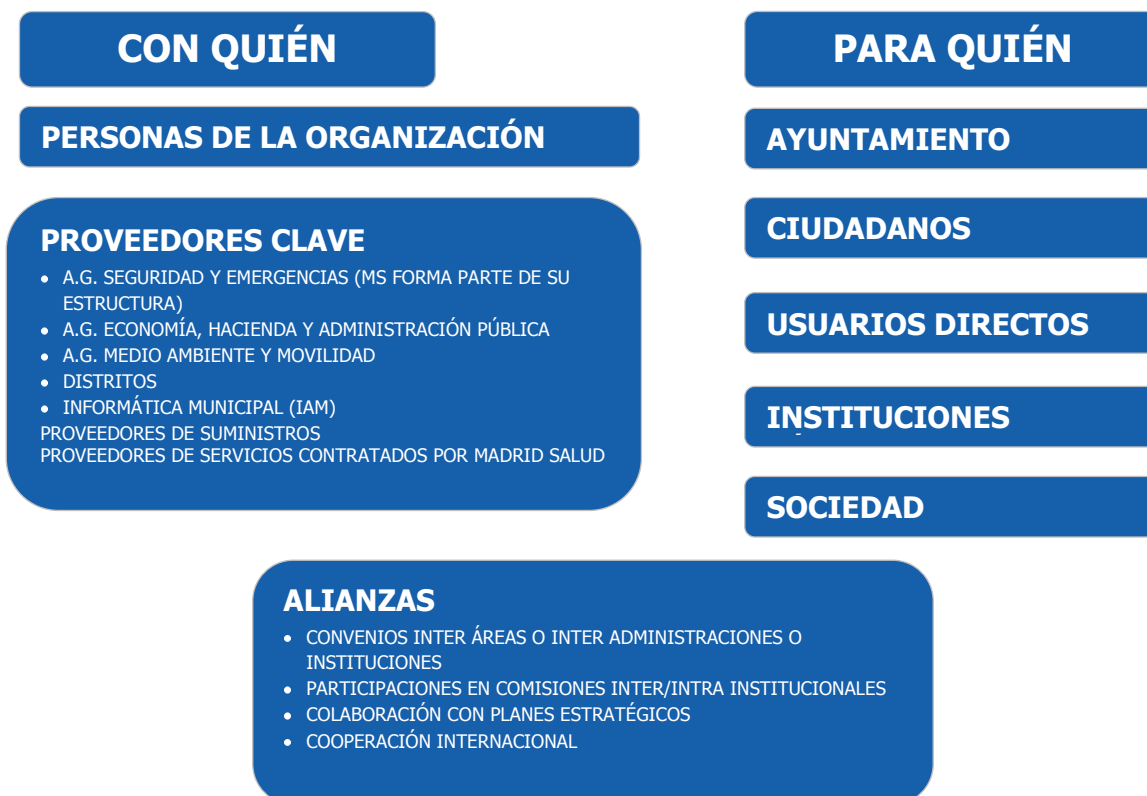 CON QUIÉN
PERSONAS DE LA ORGANIZACIÓN
PROVEEDORES CLAVE
• A.G. SEGURIDAD Y EMERGENCIAS (MS FORMA PARTE DE SU
ESTRUCTURA)
• A.G. ECONOMÍA, HACIENDA Y ADMINISTRACIÓN PÚBLICA
• A.G. MEDIO AMBIENTE Y MOVILIDAD
• DISTRITOS
• INFORMÁTICA MUNICIPAL (IAM)
PROVEEDORES DE SUMINISTROS
PROVEEDORES DE SERVICIOS CONTRATADOS POR MADRID SALUD
PARA QUIÉN
AYUNTAMIENTO
CIUDADANOS
USUARIOS DIRECTOS
INSTITUCIONES
SOCIEDAD
ALIANZAS
• CONVENIOS INTER ÁREAS O INTER ADMINISTRACIONES O
INSTITUCIONES
• PARTICIPACIONES EN COMISIONES INTER/INTRA INSTITUCIONALES
• COLABORACIÓN CON PLANES ESTRATÉGICOS
• COOPERACIÓN INTERNACIONAL